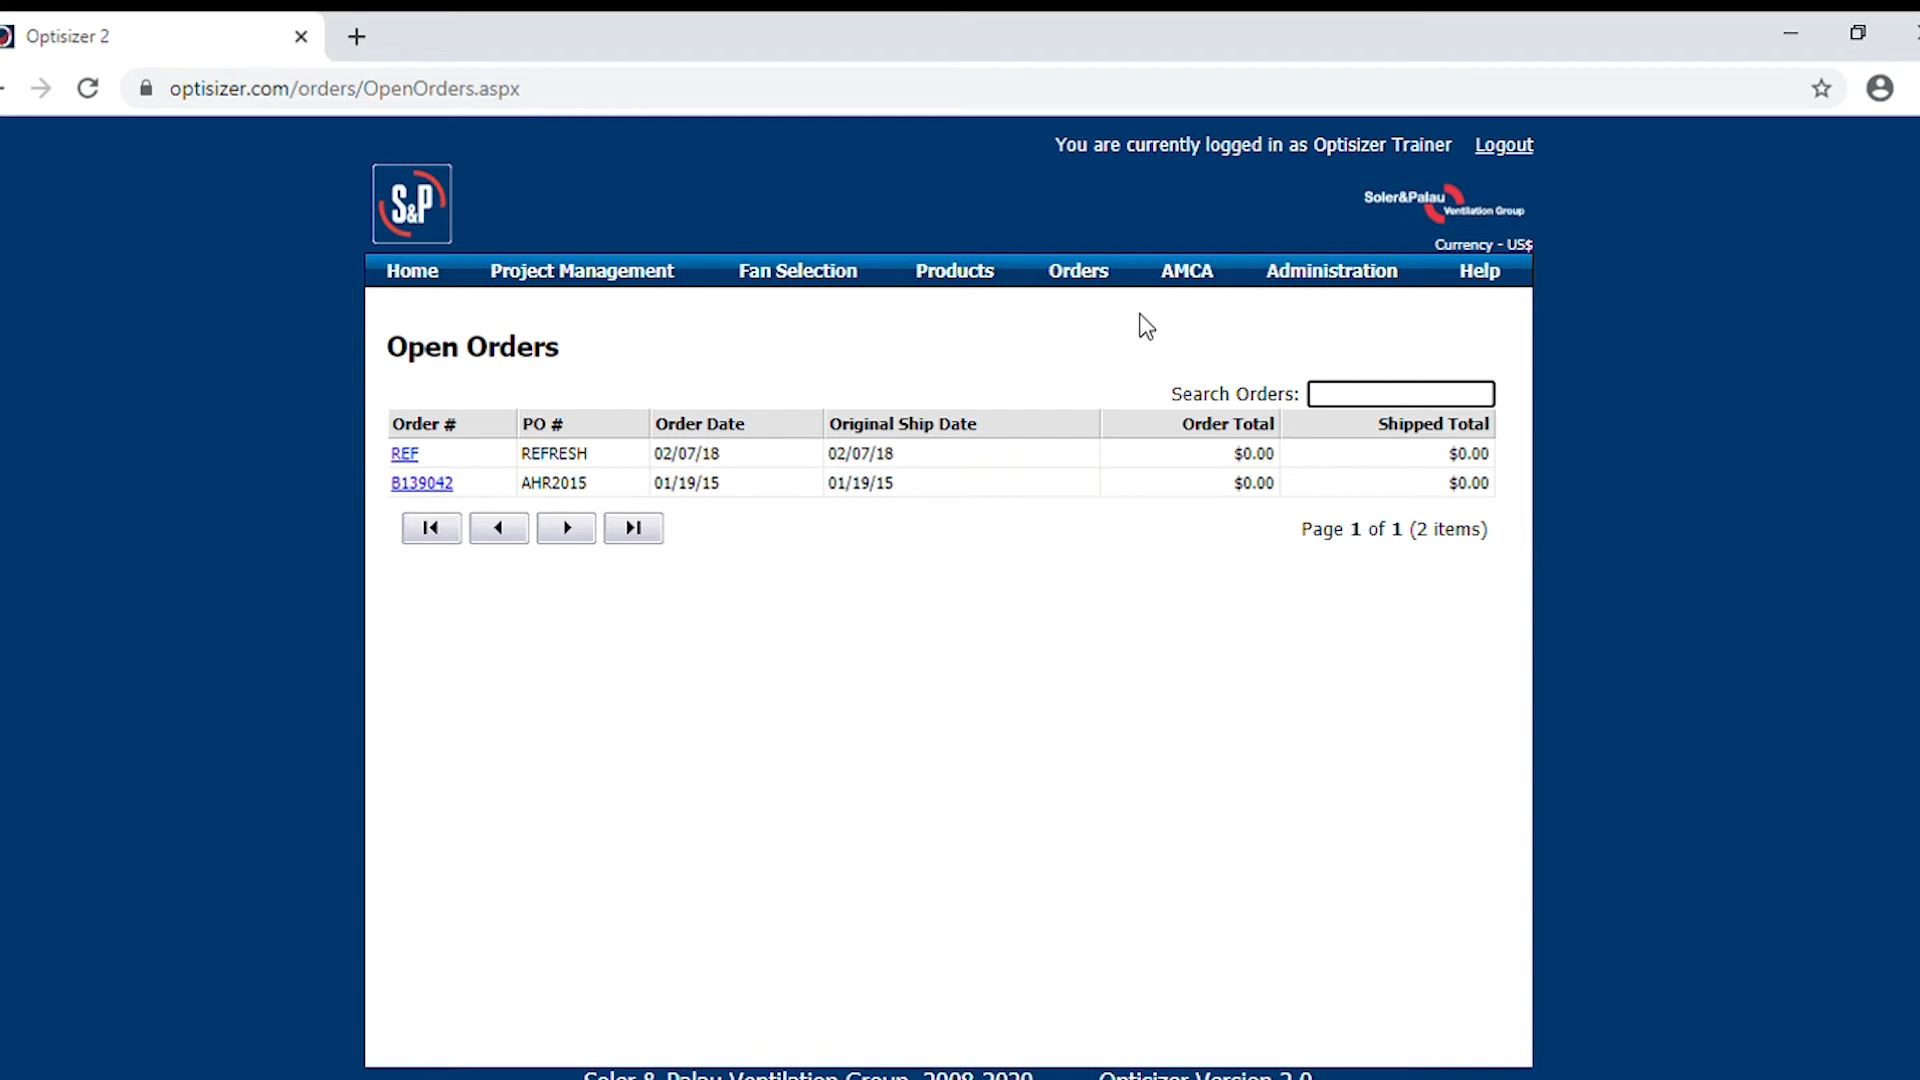 Optisizer 2
optisizer.com/orders/OpenOrders.aspx
You are currently logged in as Optisizer Trainer Logout
S&P
Soler&Palau
Ventilation Group
Currency - US$
Home Project Management Fan Selection Products Orders AMCA Administration Help
Open Orders
Search Orders:
Order # PO # Order Date Original Ship Date Order Total Shipped Total
REF REFRESH 02/07/18 02/07/18 $0.00 $0.00
B139042 AHR2015 01/19/15 01/19/15 $0.00 $0.00
Page 1 of 1 (2 items)
Soler & Palau Ventilation Group, 2008-2020 Optisizer Version 2.0